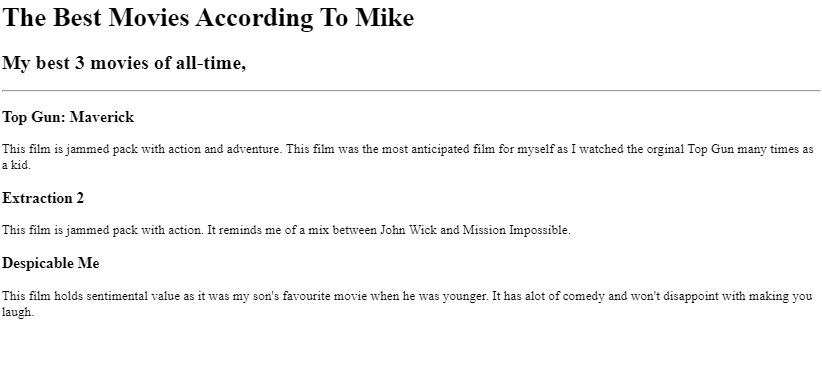 The Best Movies According To Mike
My best 3 movies of all-time,
Top Gun: Maverick
This film is jammed pack with action and adventure. This film was the most anticipated film for myself as I watched the orginal Top Gun many times as
a kid.
Extraction 2
This film is jammed pack with action. It reminds me of a mix between John Wick and Mission Impossible.
Despicable Me
This film holds sentimental value as it was my son's favourite movie when he was younger. It has alot of comedy and won't disappoint with making you
laugh.